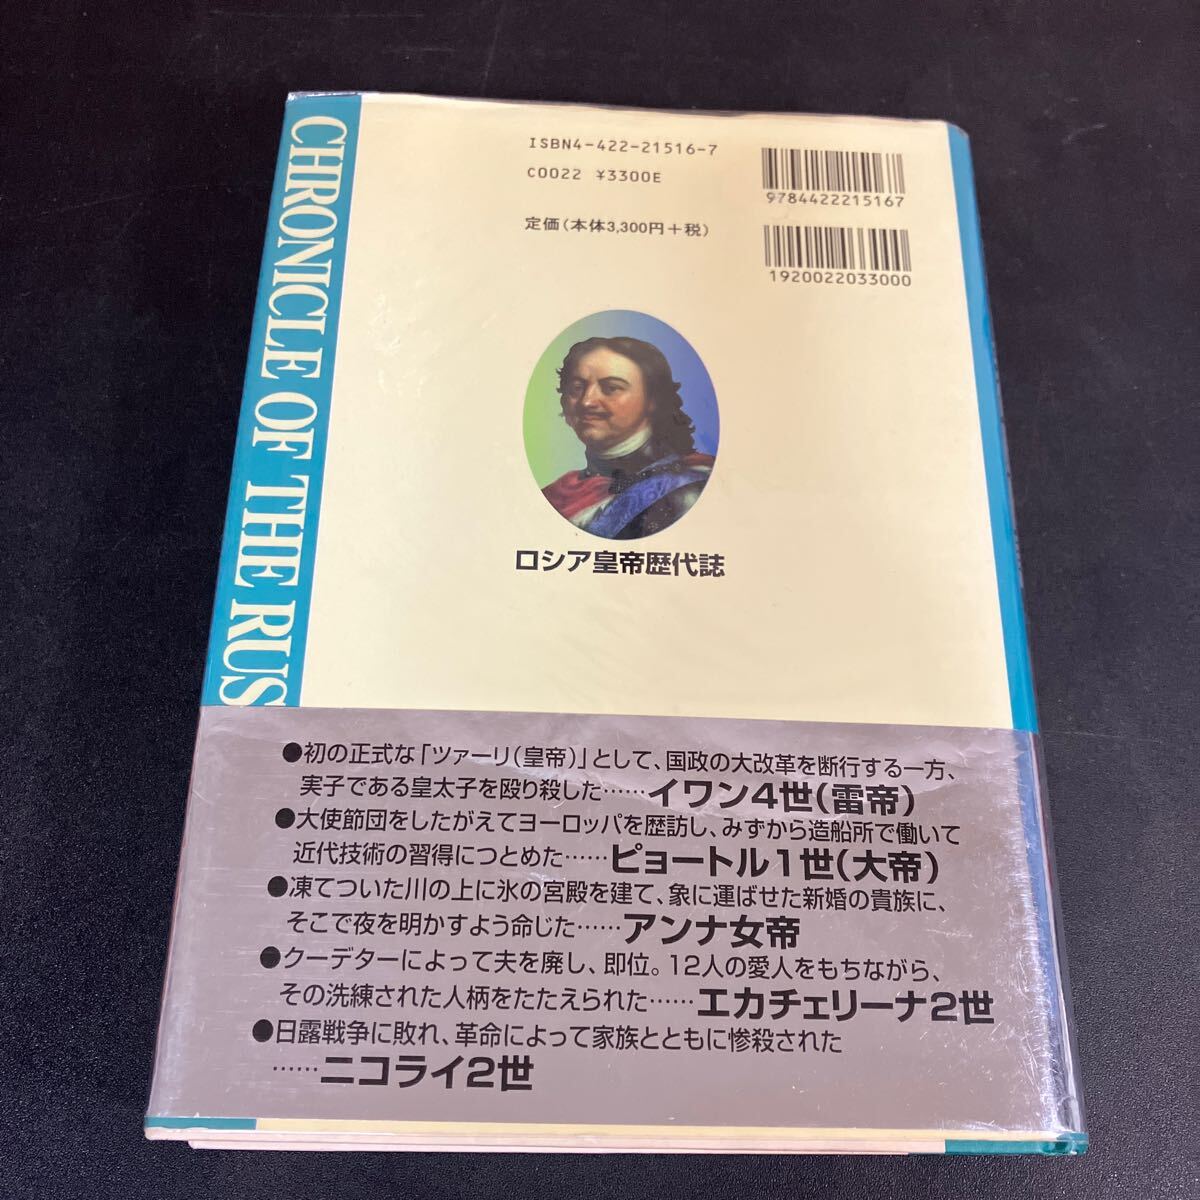 CHRONICLE OF THE RUS
ISBN4-422-21516-7
C0022 ¥3300E
定価(本体3,300円+税)
9784422215167
1920022033000
ロシア皇帝歴代誌
●初の正式な「ツァーリ(皇帝)」として、国政の大改革を断行する一方、
実子である皇太子を殴り殺した……イワン4世(雷帝)
●大使節団をしたがえてヨーロッパを歴訪し、みずから造船所で働いて
近代技術の習得につとめた……ピョートル1世(大帝)
●凍てついた川の上に氷の宮殿を建て、象に運ばせた新婚の貴族に、
そこで夜を明かすよう命じた……アンナ女帝
●クーデターによって夫を廃し、即位。12人の愛人をもちながら、
その洗練された人柄をたたえられた……エカチェリーナ2世
●日露戦争に敗れ、革命によって家族とともに惨殺された
……ニコライ2世